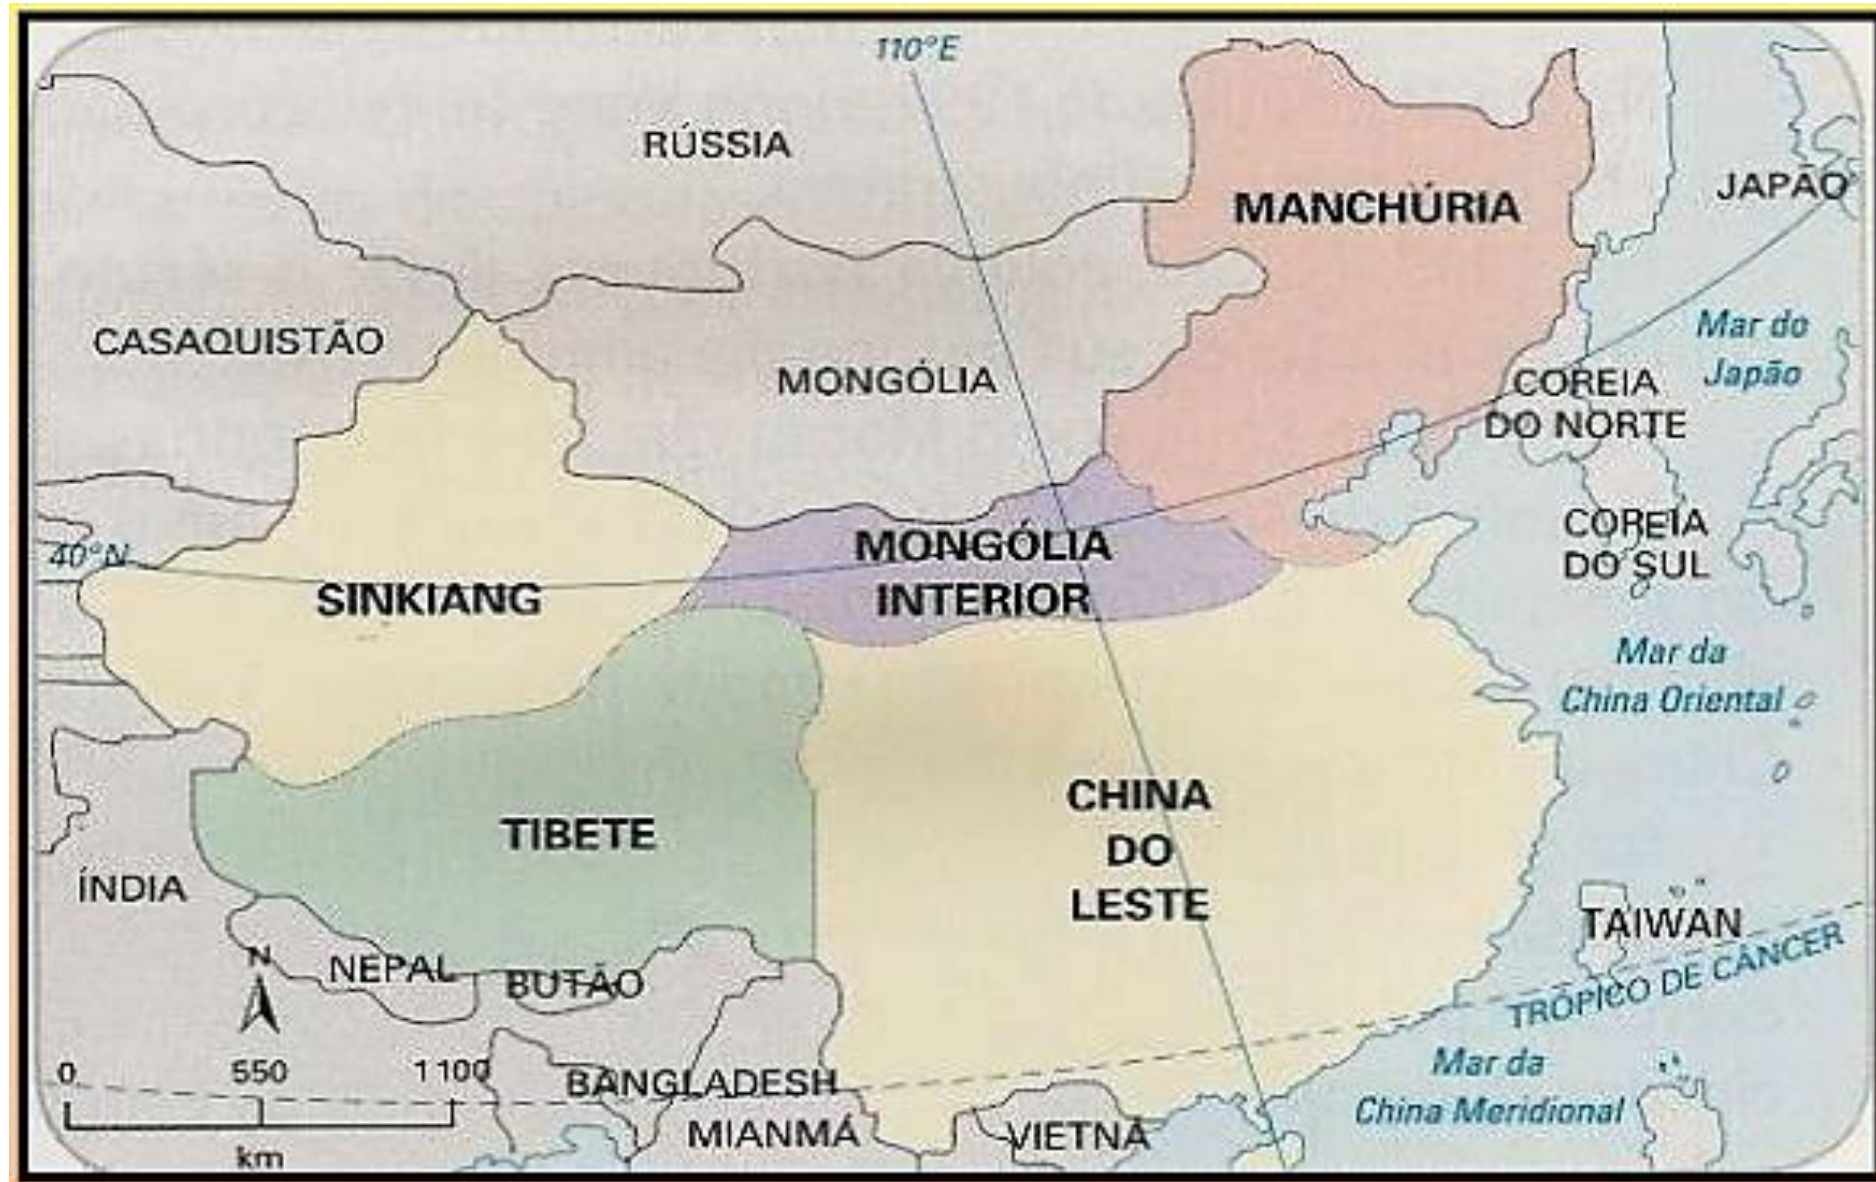 110°E
RÚSSIA
MANCHÚRIA
JAPÃO
CASAQUISTÃO
MONGÓLIA
Mar do
Japão
COREIA
DO NORTE
40°N
SINKIANG
MONGÓLIA
INTERIOR
COREIA
DO SUL
Mar da
China Oriental
TIBETE
CHINA
DO
LESTE
ÍNDIA
TAIWAN
NEPAL
BUTÃO
TRÓPICO DE CÂNCER
N
0 550 1 100
km
BANGLADESH
MIANMÁ
VIETNÃ
Mar da
China Meridional